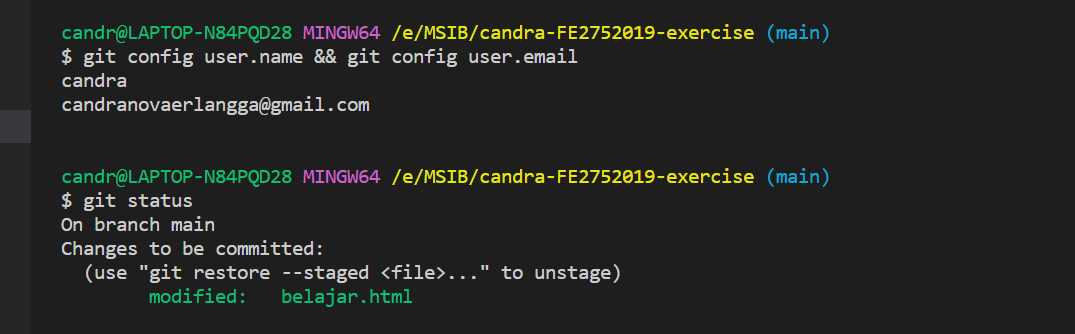 candr@LAPTOP-N84PQD28 MINGW64 /e/MSIB/candra-FE2752019-exercise (main)
$ git config user.name && git config user.email
candra
candranovaerlangga@gmail.com
candr@LAPTOP-N84PQD28 MINGW64 /e/MSIB/candra-FE2752019-exercise (main)
$ git status
On branch main
Changes to be committed:
  (use "git restore --staged <file>..." to unstage)
        modified:   belajar.html